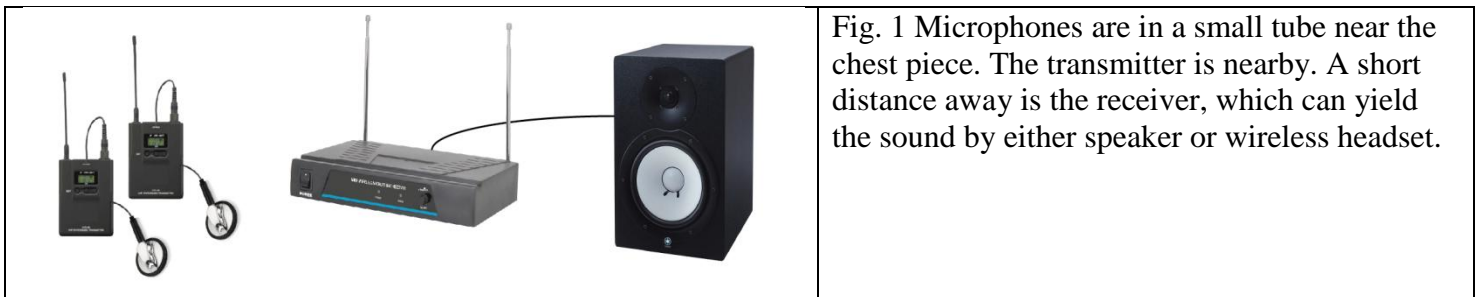 Fig. 1 Microphones are in a small tube near the
chest piece. The transmitter is nearby. A short
distance away is the receiver, which can yield
the sound by either speaker or wireless headset.